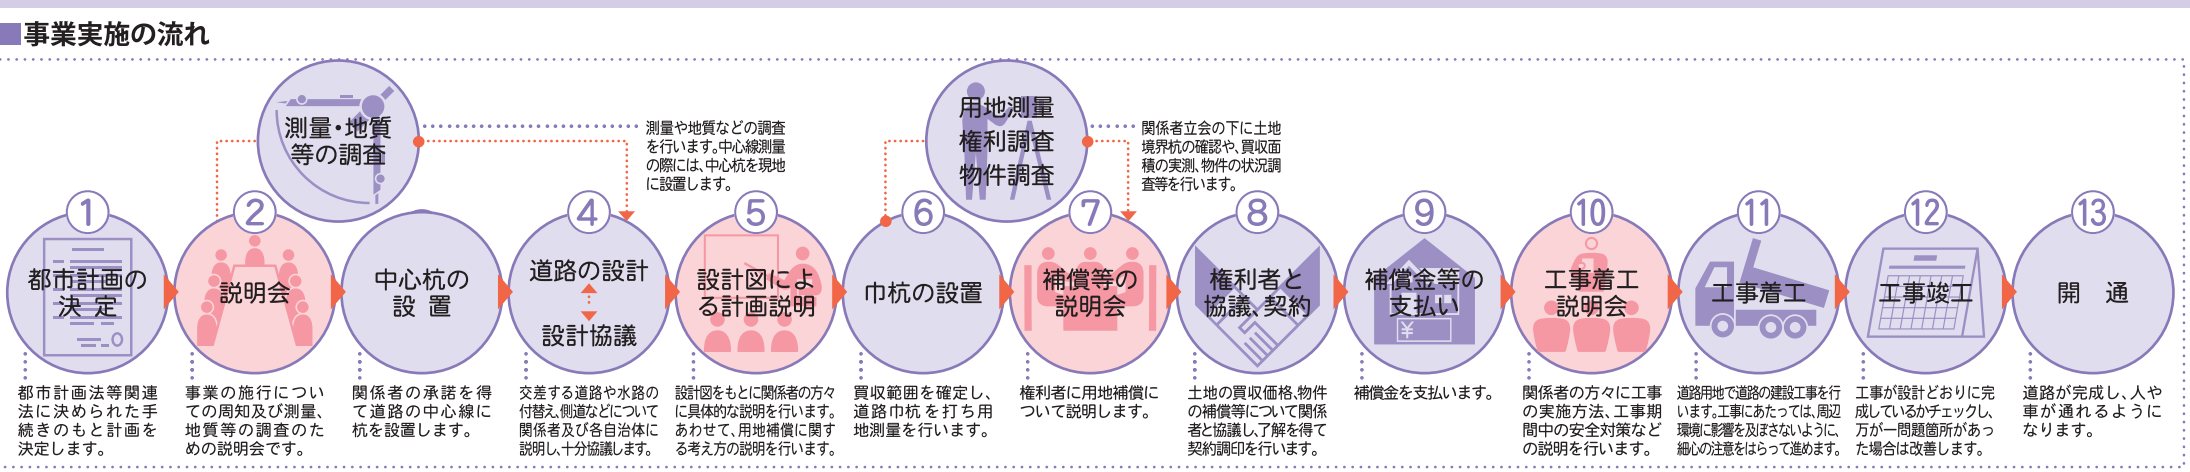 事業実施の流れ
測量・地質
等の調査
測量や地質などの調査
を行います。中心線測量
の際には、中心杭を現地
に設置します。
用地測量
権利調査
物件調査
関係者立会の下に土地
境界杭の確認や、買収面
積の実測、物件の状況調
査等を行います。
1
都市計画の
決 定
都市計画法等関連
法に決められた手
続きのもと計画を
決定します。
2
説明会
事業の施行につい
ての周知及び測量、
地質等の調査のた
めの説明会です。
中心杭の
設 置
関係者の承諾を得
て道路の中心線に
杭を設置します。
4
道路の設計
設計協議
交差する道路や水路の
付替え、側道などについて
関係者及び各自治体に
説明し、十分協議します。
5
設計図によ
る計画説明
設計図をもとに関係者の方々
に具体的な説明を行います。
あわせて、用地補償に関す
る考え方の説明を行います。
6
巾杭の設置
買収範囲を確定し、
道路巾杭を打ち用
地測量を行います。
7
補償等の
説明会
権利者に用地補償に
ついて説明します。
8
権利者と
協議、契約
土地の買収価格、物件
の補償等について関係
者と協議し、了解を得て
契約調印を行います。
9
補償金等の
支払い
¥
補償金を支払います。
10
工事着工
説明会
関係者の方々に工事
の実施方法、工事期
間中の安全対策など
の説明を行います。
11
工事着工
道路用地で道路の建設工事を行
います。工事にあたっては、周辺
環境に影響を及ぼさないように、
細心の注意をはらって進めます。
12
工事竣工
工事が設計どおりに完
成しているかチェックし、
万が一問題箇所があっ
た場合は改善します。
13
開 通
道路が完成し、人や
車が通れるように
なります。